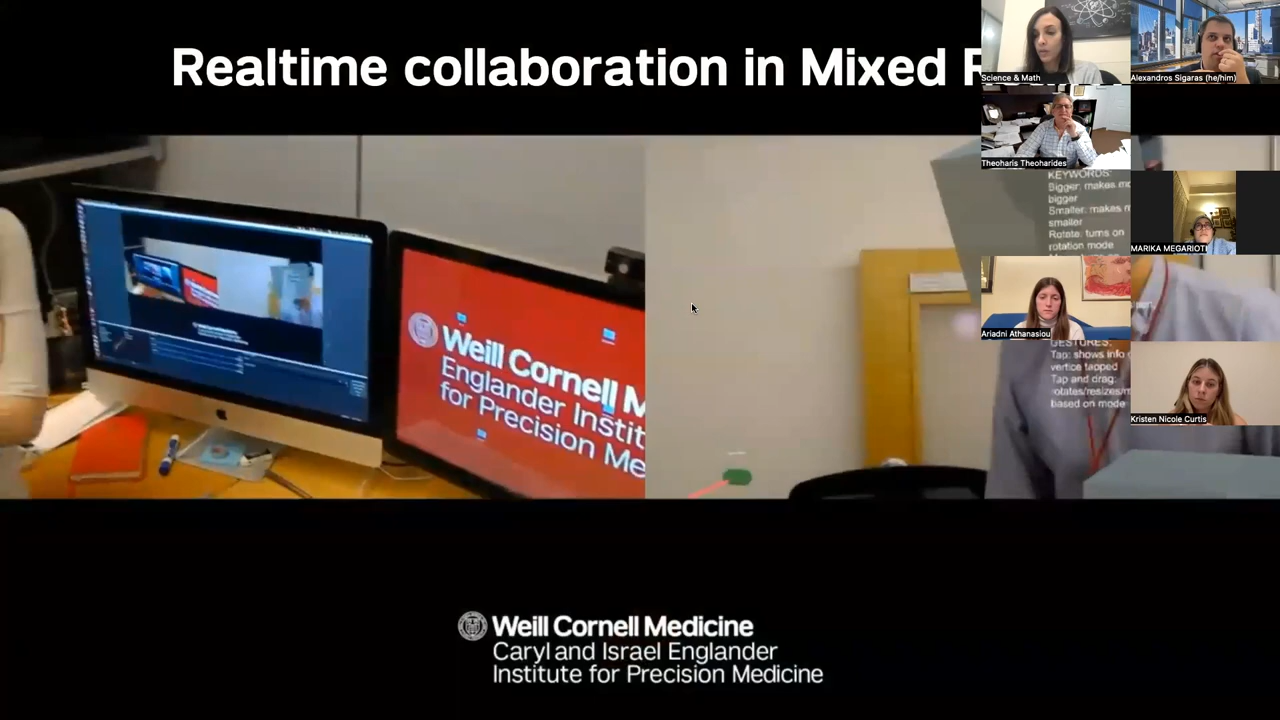 Realtime collaboration in Mixed R
Science & Math
Alexandros Sigaras (he/him)
Theoharis Theoharides
MARIKA MEGARIOTI
Ariadni Athanasiou
Kristen Nicole Curtis
KEYWORDS:
Bigger: makes
bigger
Smaller: makes
smaller
Rotate: turns on
rotation mode
GESTURES:
Tap: shows info
vertice tapped
Tap and drag:
rotates/resizes/
based on mode
Weill Cornell M
Englander Instit
for Precision Me
Weill Cornell Medicine
Caryl and Israel Englander
Institute for Precision Medicine